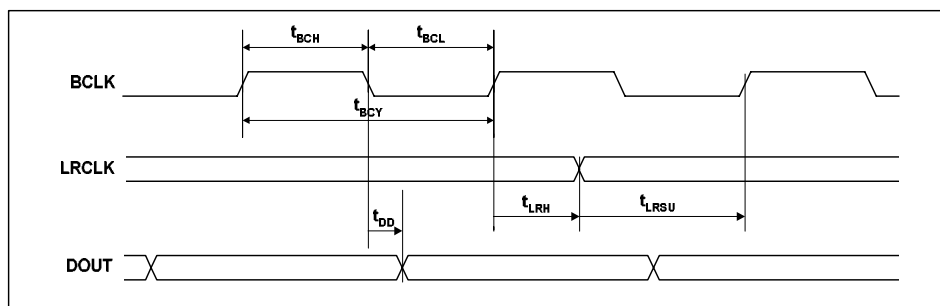 tBCH
tBCL
BCLK
tBCY
LRCLK
tLRH
tLRSU
tDD
DOUT